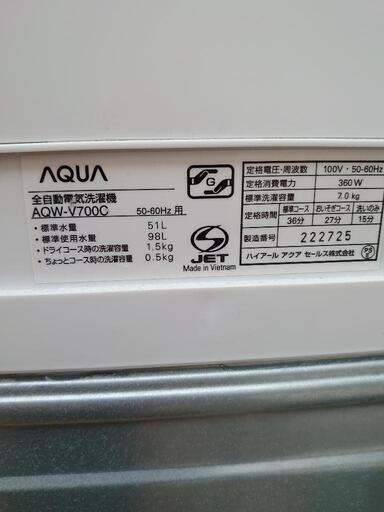 AQUA
全自動電気洗濯機
AQW-V700C 50-60Hz 用
・標準水量 51L
・標準使用水量 98L
・ドライコース時の洗濯容量 1.5kg
・ちょっとコース時の洗濯容量 0.5kg
G
JET
Made in Vietnam
定格電圧・周波数 100V・50-60Hz
定格消費電力 360W
標準洗濯容量 7.0kg
定格時間 標準コース おいそぎコース 洗いのみ
36分 27分 15分
製造番号 222725
ハイアール アクア セールス株式会社
PS
E